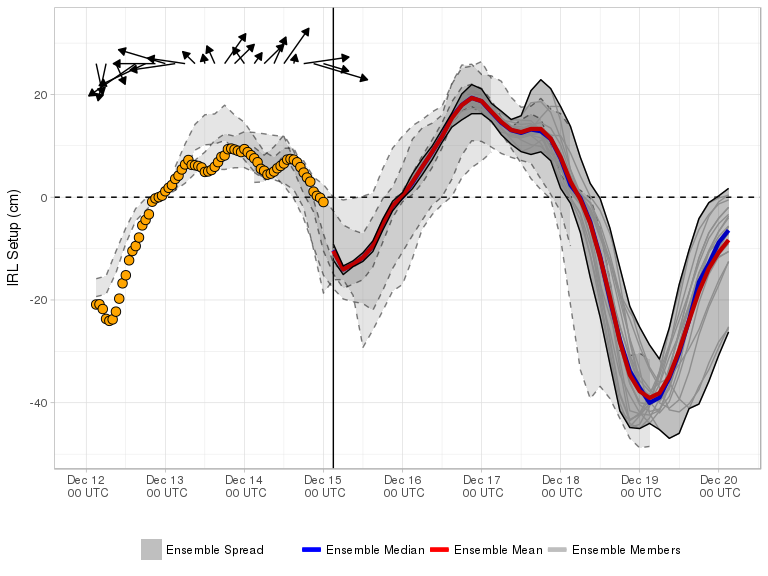 IRL Setup (cm)
20
0
-20
-40
Dec 12 Dec 13 Dec 14 Dec 15 Dec 16 Dec 17 Dec 18 Dec 19 Dec 20
00 UTC 00 UTC 00 UTC 00 UTC 00 UTC 00 UTC 00 UTC 00 UTC 00 UTC
Ensemble Spread Ensemble Median Ensemble Mean Ensemble Members